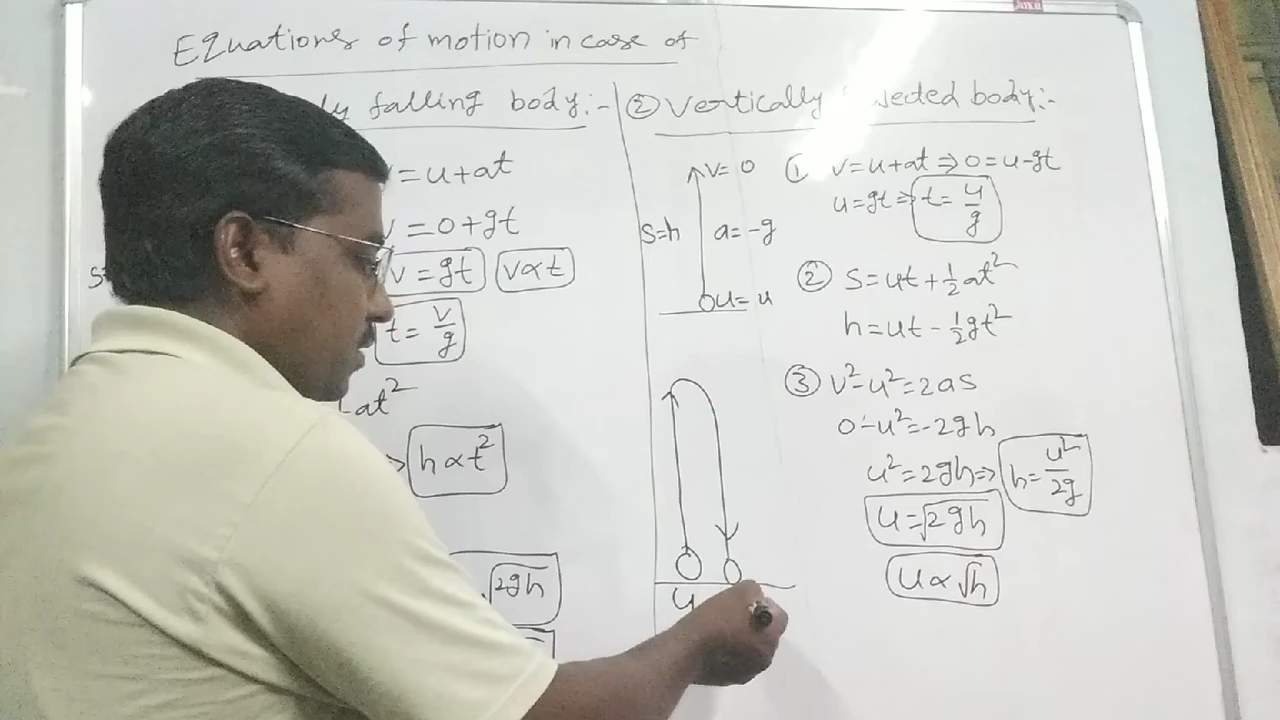 Equations of motion in case of
falling body:-
= u+at
= 0+gt
v = gt  v∝t
t = v/g
at²
h∝t²
√2gh
② Vertically body:-
v= 0
S=h  a= -g
u= u
① v=u+at ⇒ 0=u-gt
u=gt ⇒ t= u/g
② S=ut+½at²
h=ut-½gt²
③ v²-u²=2as
0-u²=-2gh
u²=2gh ⇒ h= u²/2g
u=√2gh
u∝√h
u